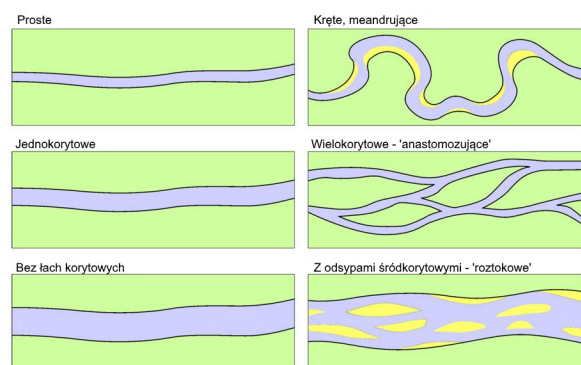 Proste
Kręte, meandrujące
Jednokorytowe
Wielokorytowe - 'anastomozujące'
Bez łach korytowych
Z odsypami śródkorytowymi - 'roztokowe'